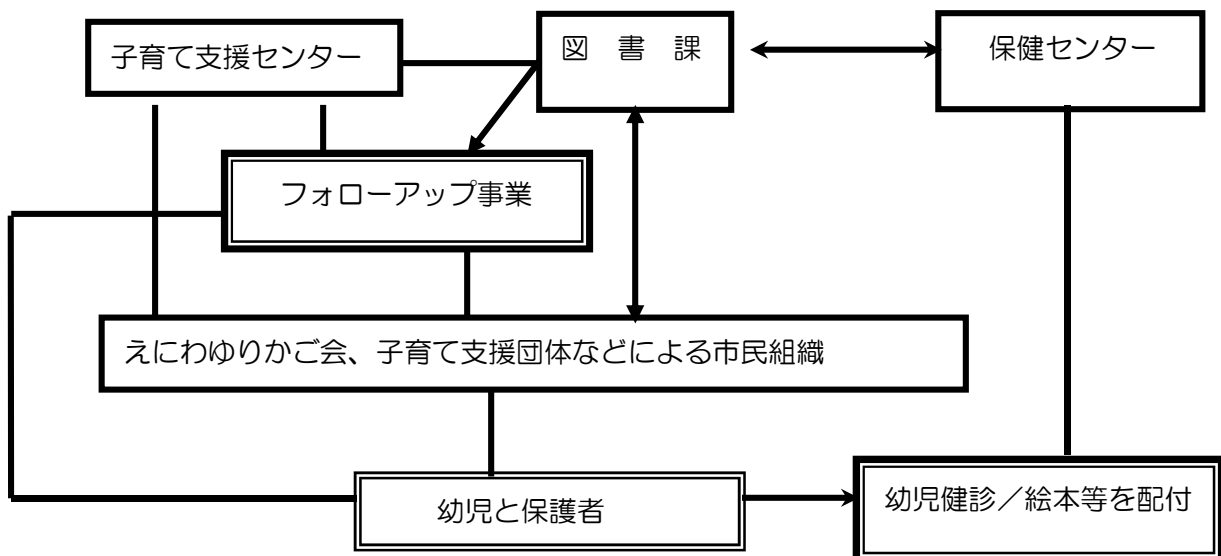 子育て支援センター
図　書　課
保健センター
フォローアップ事業
えにわゆりかご会、子育て支援団体などによる市民組織
幼児と保護者
幼児健診／絵本等を配付